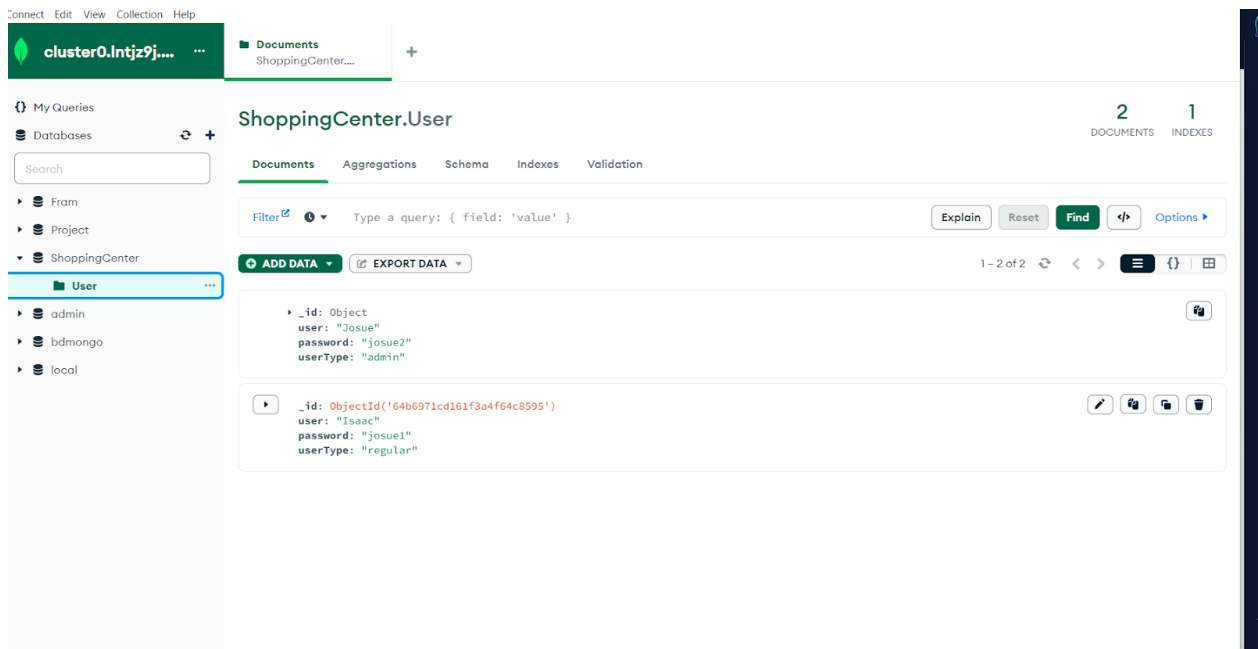 Connect Edit View Collection Help
cluster0.lntjz9j.... ...
Documents
ShoppingCenter....
+
{} My Queries
Databases
Search
Fram
Project
ShoppingCenter
User ...
admin
bdmongo
local
ShoppingCenter.User
2 1
DOCUMENTS INDEXES
Documents Aggregations Schema Indexes Validation
Filter Type a query: { field: 'value' } Explain Reset Find </> Options
ADD DATA EXPORT DATA 1 – 2 of 2 {}
_id: Object
user: "Josue"
password: "josue2"
userType: "admin"
_id: ObjectId('64b6971cd161f3a4f64c8595')
user: "Isaac"
password: "josue1"
userType: "regular"